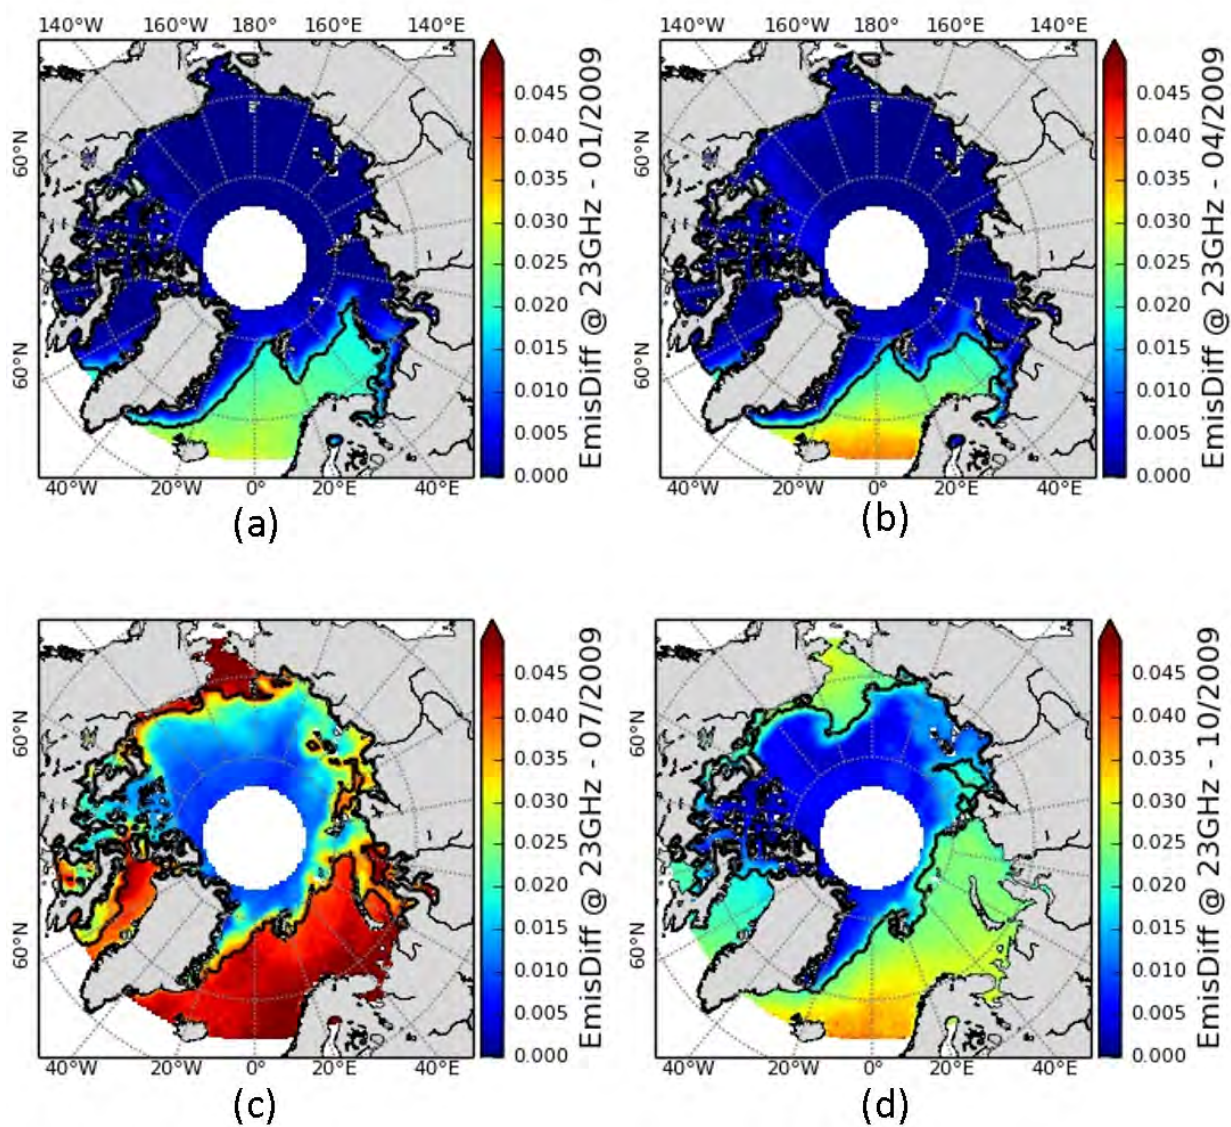 140°W 160°W 180° 160°E 140°E
60°N
60°N
40°W 20°W 0° 20°E 40°E
0.045
0.040
0.035
0.030
0.025
0.020
0.015
0.010
0.005
0.000
EmisDiff @ 23GHz - 01/2009
(a)
140°W 160°W 180° 160°E 140°E
60°N
60°N
40°W 20°W 0° 20°E 40°E
0.045
0.040
0.035
0.030
0.025
0.020
0.015
0.010
0.005
0.000
EmisDiff @ 23GHz - 04/2009
(b)
60°N
60°N
40°W 20°W 0° 20°E 40°E
0.045
0.040
0.035
0.030
0.025
0.020
0.015
0.010
0.005
0.000
EmisDiff @ 23GHz - 07/2009
(c)
60°N
60°N
40°W 20°W 0° 20°E 40°E
0.045
0.040
0.035
0.030
0.025
0.020
0.015
0.010
0.005
0.000
EmisDiff @ 23GHz - 10/2009
(d)